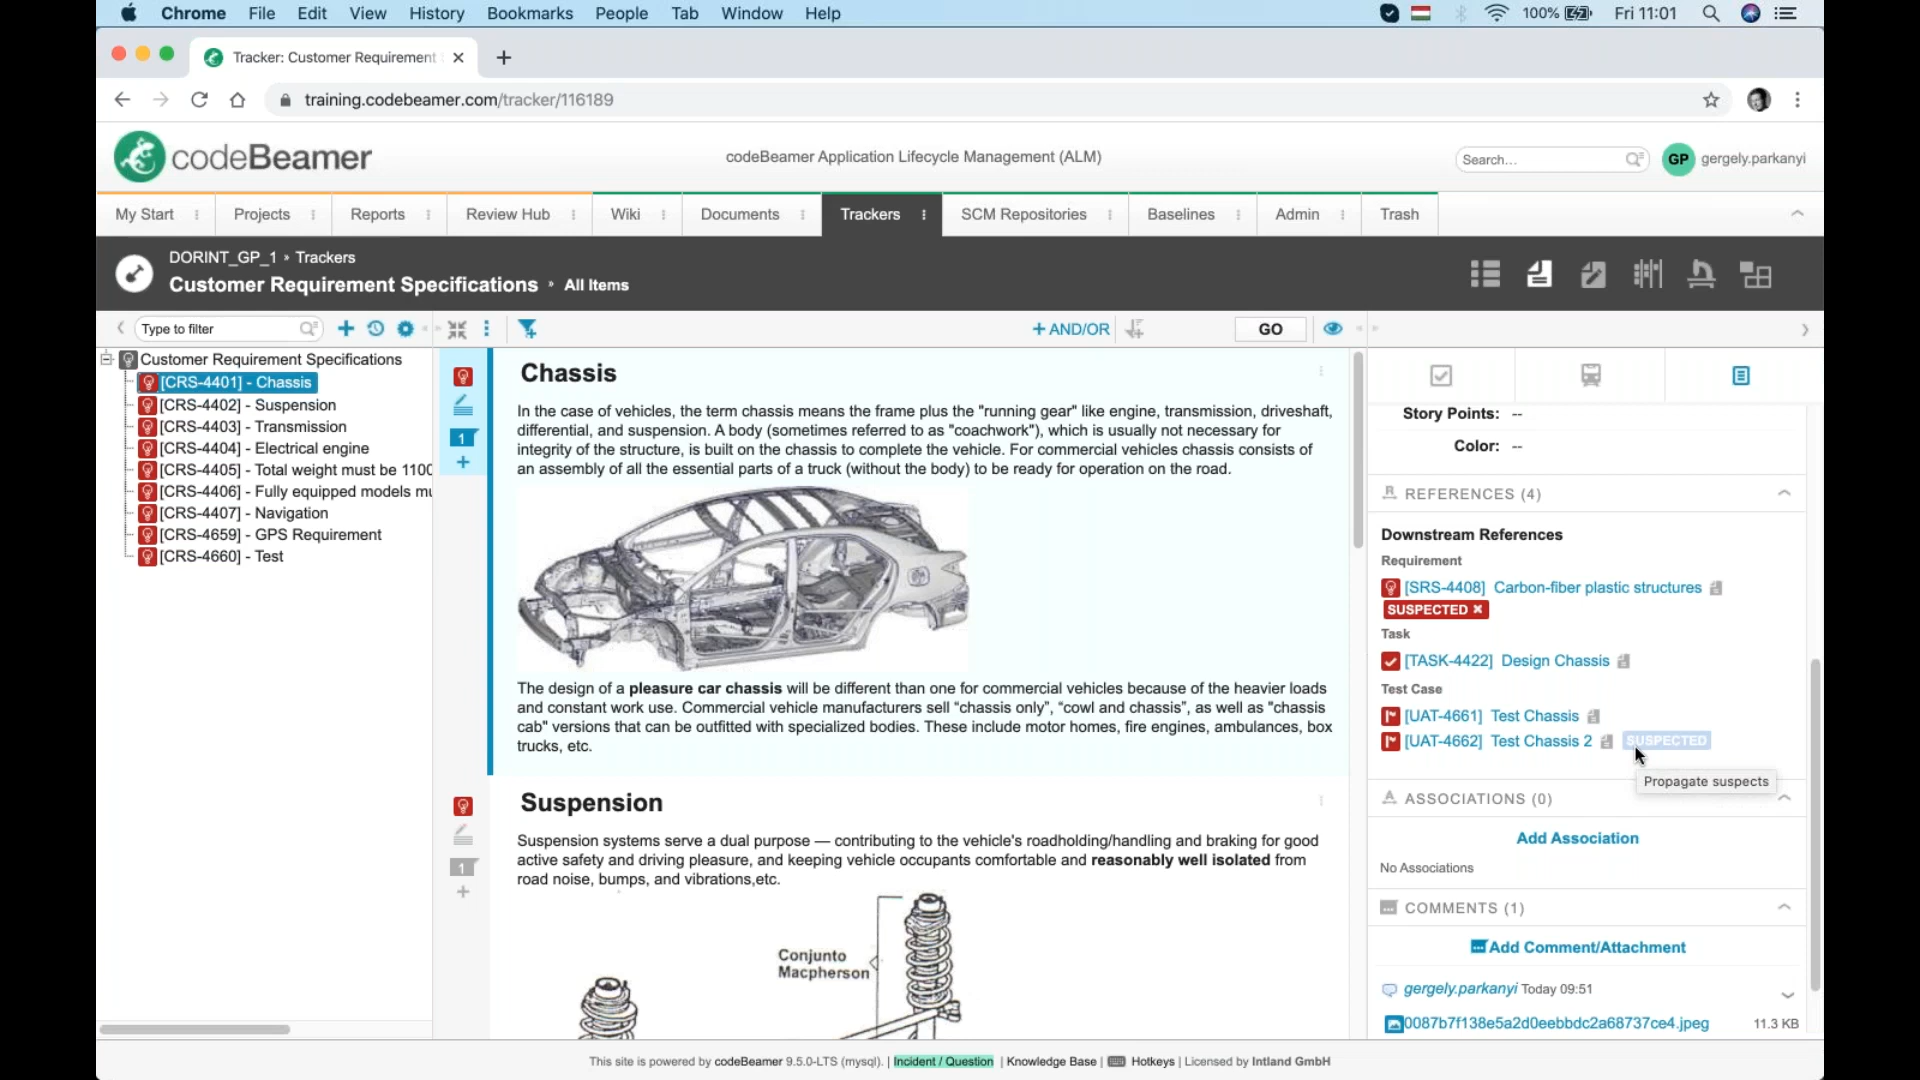 Chrome File Edit View History Bookmarks People Tab Window Help
100% Fri 11:01
Tracker: Customer Requirement
training.codebeamer.com/tracker/116189
codeBeamer
codeBeamer Application Lifecycle Management (ALM)
Search...
GP gergely.parkanyi
My Start Projects Reports Review Hub Wiki Documents Trackers SCM Repositories Baselines Admin Trash
DORINT_GP_1 • Trackers
Customer Requirement Specifications • All Items
Type to filter
+ AND/OR
GO
Customer Requirement Specifications
[CRS-4401] - Chassis
[CRS-4402] - Suspension
[CRS-4403] - Transmission
[CRS-4404] - Electrical engine
[CRS-4405] - Total weight must be 1100
[CRS-4406] - Fully equipped models mu
[CRS-4407] - Navigation
[CRS-4659] - GPS Requirement
[CRS-4660] - Test
1
Chassis
In the case of vehicles, the term chassis means the frame plus the "running gear" like engine, transmission, driveshaft,
differential, and suspension. A body (sometimes referred to as "coachwork"), which is usually not necessary for
integrity of the structure, is built on the chassis to complete the vehicle. For commercial vehicles chassis consists of
an assembly of all the essential parts of a truck (without the body) to be ready for operation on the road.
The design of a pleasure car chassis will be different than one for commercial vehicles because of the heavier loads
and constant work use. Commercial vehicle manufacturers sell “chassis only”, “cowl and chassis”, as well as "chassis
cab" versions that can be outfitted with specialized bodies. These include motor homes, fire engines, ambulances, box
trucks, etc.
1
Suspension
Suspension systems serve a dual purpose — contributing to the vehicle's roadholding/handling and braking for good
active safety and driving pleasure, and keeping vehicle occupants comfortable and reasonably well isolated from
road noise, bumps, and vibrations,etc.
Conjunto
Macpherson
Story Points: --
Color: --
REFERENCES (4)
Downstream References
Requirement
[SRS-4408] Carbon-fiber plastic structures
SUSPECTED ×
Task
[TASK-4422] Design Chassis
Test Case
[UAT-4661] Test Chassis
[UAT-4662] Test Chassis 2 SUSPECTED
Propagate suspects
ASSOCIATIONS (0)
Add Association
No Associations
COMMENTS (1)
Add Comment/Attachment
gergely.parkanyi Today 09:51
0087b7f138e5a2d0eebbdc2a68737ce4.jpeg 11.3 KB
This site is powered by codeBeamer 9.5.0-LTS (mysql). | Incident / Question | Knowledge Base | Hotkeys | Licensed by Intland GmbH